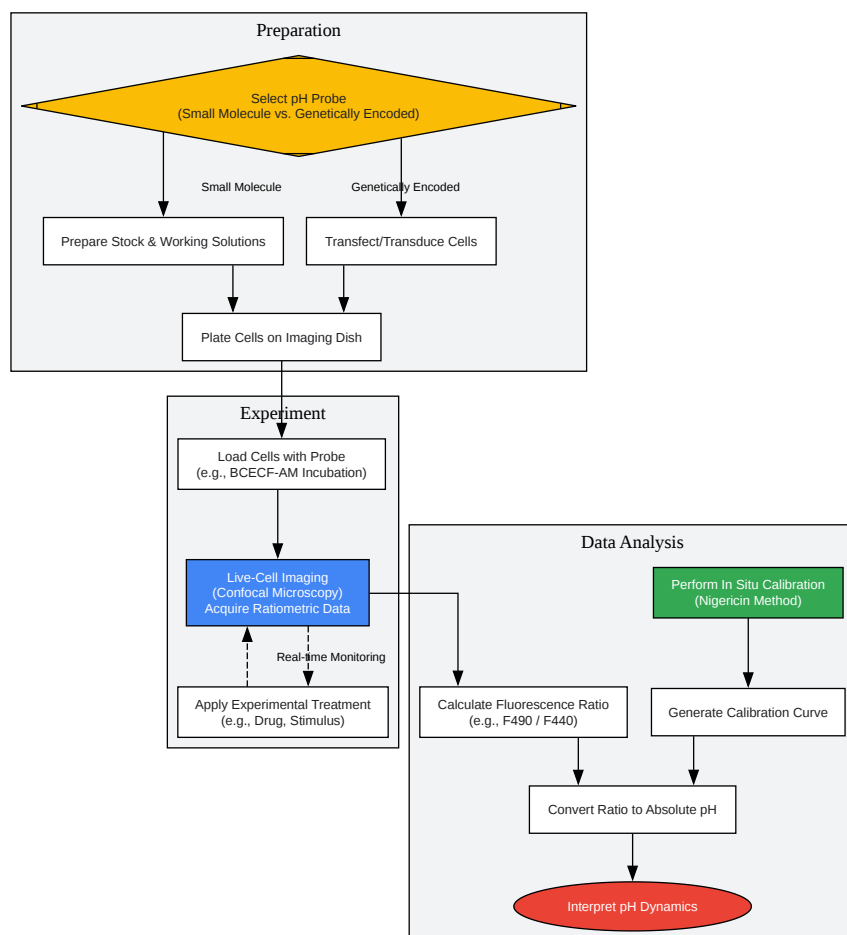 Preparation
Select pH Probe
(Small Molecule vs. Genetically Encoded)
Small Molecule
Genetically Encoded
Prepare Stock & Working Solutions
Transfect/Transduce Cells
Plate Cells on Imaging Dish
Experiment
Load Cells with Probe
(e.g., BCECF-AM Incubation)
Live-Cell Imaging
(Confocal Microscopy)
Acquire Ratiometric Data
Real-time Monitoring
Apply Experimental Treatment
(e.g., Drug, Stimulus)
Data Analysis
Perform In Situ Calibration
(Nigericin Method)
Calculate Fluorescence Ratio
(e.g., F490 / F440)
Generate Calibration Curve
Convert Ratio to Absolute pH
Interpret pH Dynamics